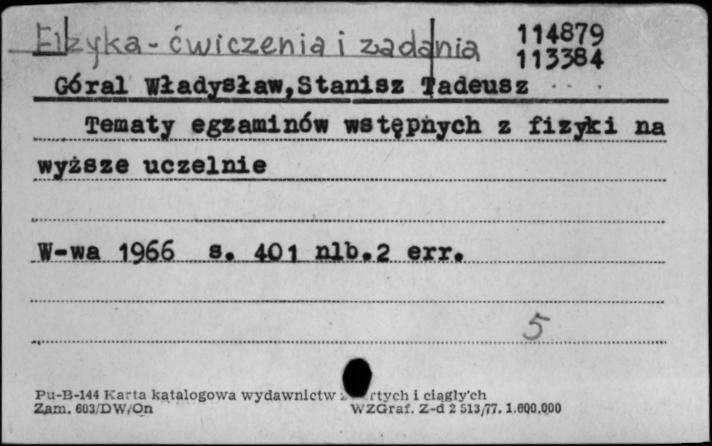 Fizyka - ćwiczenia i zadania 114879
113384
Góral Władysław, Stanisz Tadeusz
Tematy egzaminów wstępnych z fizyki na
wyższe uczelnie
W-wa 1966 s. 401 nlb.2 err.
5
Pu-B-144 Karta katalogowa wydawnictw i ciągłych
Zam. 603/DW/On WZGraf. Z-d 2 513/77. 1.600.000